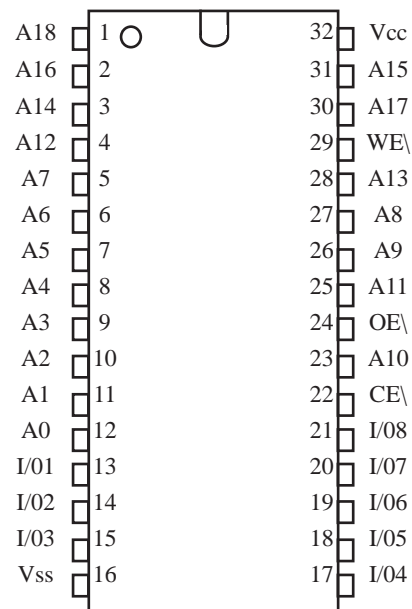 A18 1 32 Vcc
A16 2 31 A15
A14 3 30 A17
A12 4 29 WE\
A7 5 28 A13
A6 6 27 A8
A5 7 26 A9
A4 8 25 A11
A3 9 24 OE\
A2 10 23 A10
A1 11 22 CE\
A0 12 21 I/08
I/01 13 20 I/07
I/02 14 19 I/06
I/03 15 18 I/05
Vss 16 17 I/04